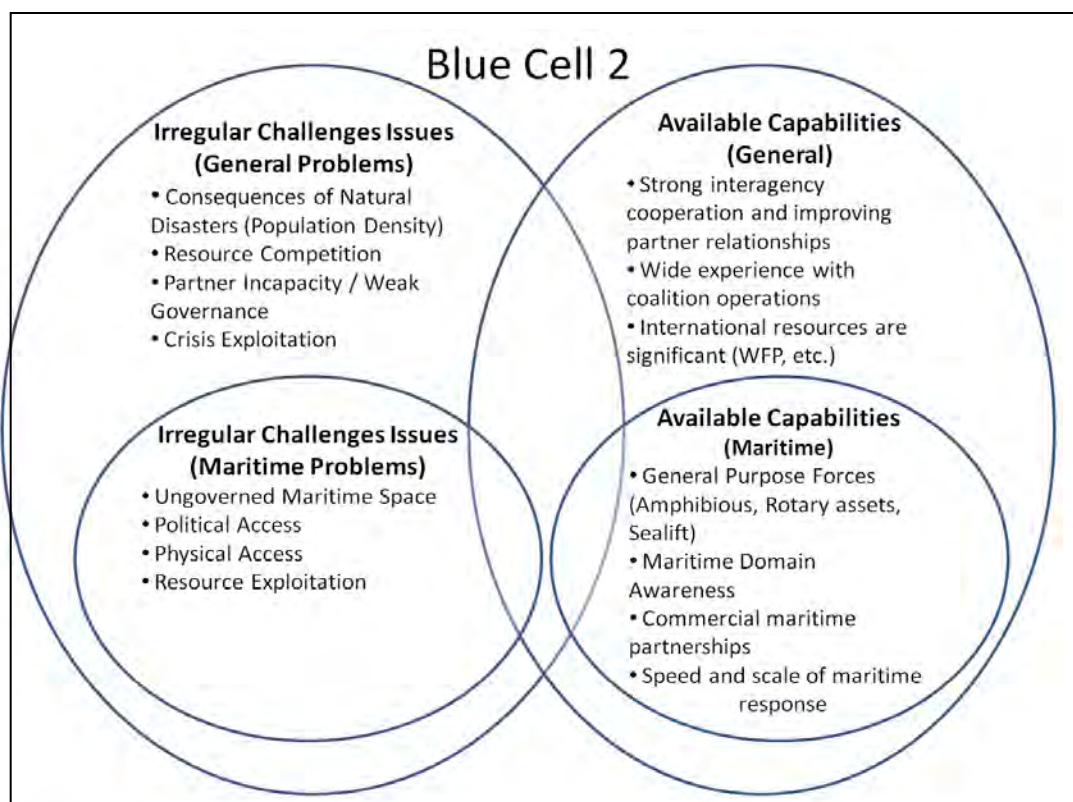 Blue Cell 2
Irregular Challenges Issues
(General Problems)
• Consequences of Natural
Disasters (Population Density)
• Resource Competition
• Partner Incapacity / Weak
Governance
• Crisis Exploitation
Irregular Challenges Issues
(Maritime Problems)
• Ungoverned Maritime Space
• Political Access
• Physical Access
• Resource Exploitation
Available Capabilities
(General)
• Strong interagency
cooperation and improving
partner relationships
• Wide experience with
coalition operations
• International resources are
significant (WFP, etc.)
Available Capabilities
(Maritime)
• General Purpose Forces
(Amphibious, Rotary assets,
Sealift)
• Maritime Domain
Awareness
• Commercial maritime
partnerships
• Speed and scale of maritime
response